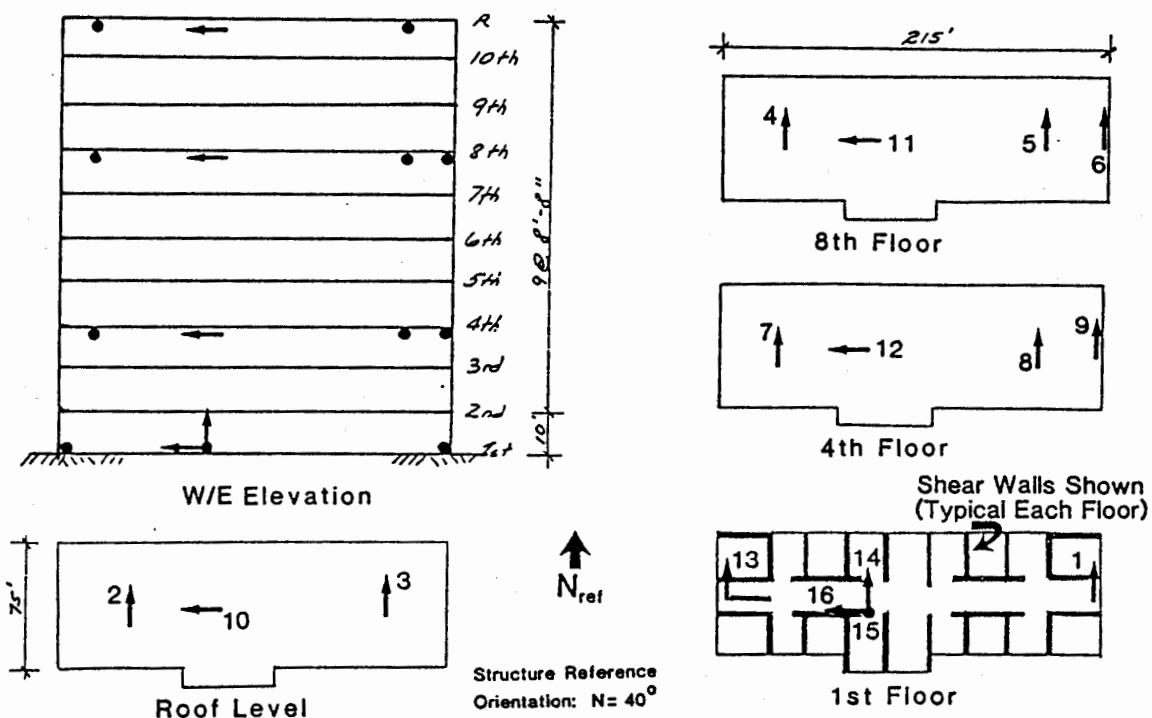 R
10th
9th
8th
7th
6th
5th
4th
3rd
2nd
1st
9@8'-8"
10'
W/E Elevation
215'
4
11
5
6
8th Floor
7
12
8
9
4th Floor
Shear Walls Shown
(Typical Each Floor)
13
14
1
16
15
1st Floor
75'
2
10
3
Roof Level
N ref
Structure Reference
Orientation: N= 40°